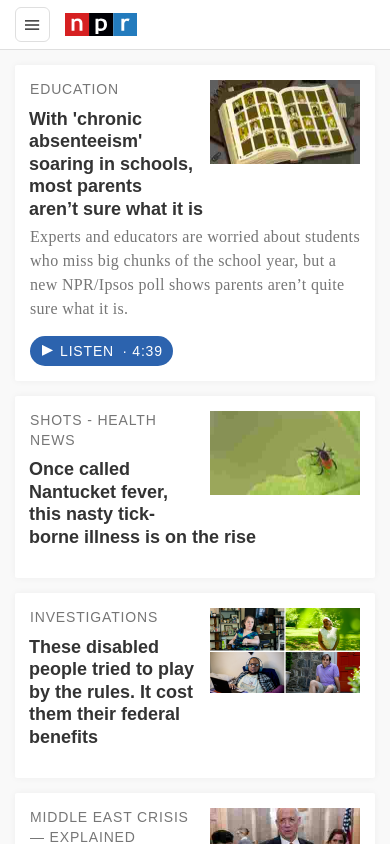 npr
EDUCATION
With 'chronic
absenteeism'
soaring in schools,
most parents
aren’t sure what it is
Experts and educators are worried about students
who miss big chunks of the school year, but a
new NPR/Ipsos poll shows parents aren’t quite
sure what it is.
LISTEN · 4:39
SHOTS - HEALTH
NEWS
Once called
Nantucket fever,
this nasty tick-
borne illness is on the rise
INVESTIGATIONS
These disabled
people tried to play
by the rules. It cost
them their federal
benefits
MIDDLE EAST CRISIS
— EXPLAINED